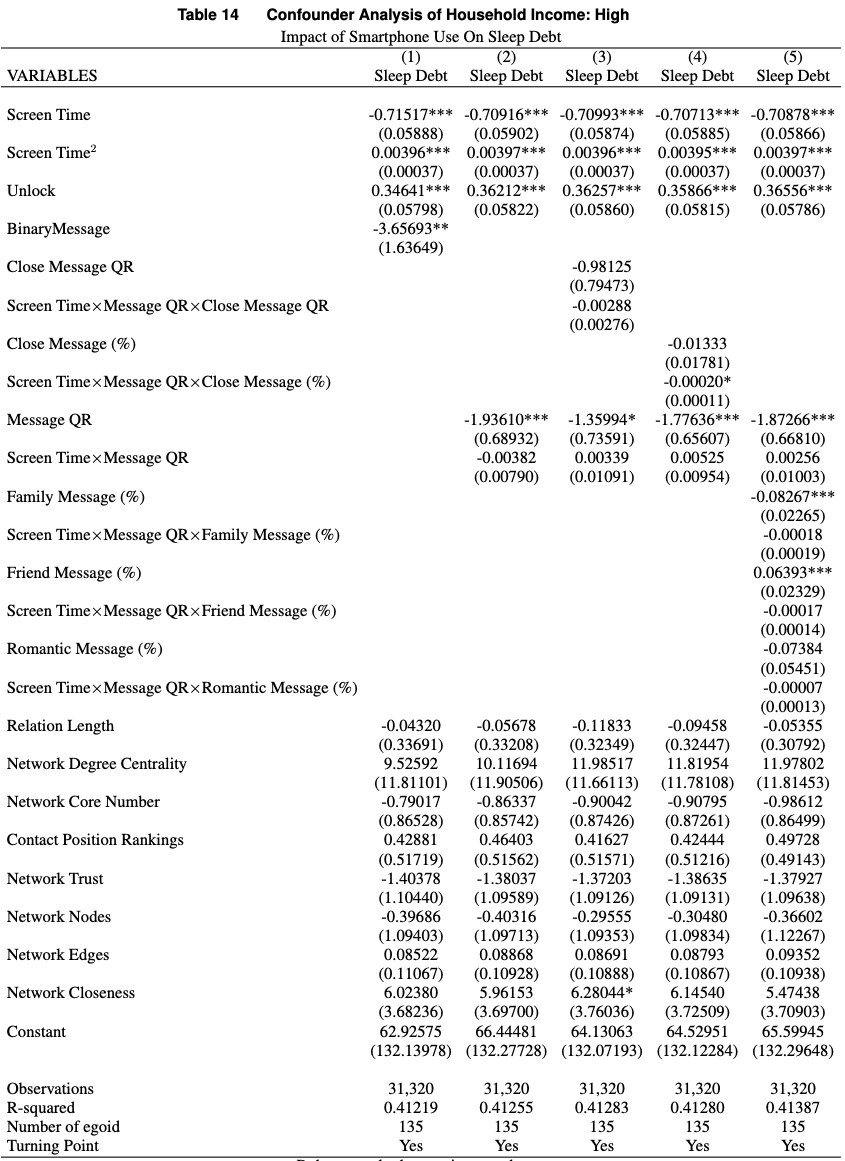 Table 14 Confounder Analysis of Household Income: High
Impact of Smartphone Use On Sleep Debt
(1) (2) (3) (4) (5)
VARIABLES Sleep Debt Sleep Debt Sleep Debt Sleep Debt Sleep Debt
Screen Time -0.71517*** -0.70916*** -0.70993*** -0.70713*** -0.70878***
(0.05888) (0.05902) (0.05874) (0.05885) (0.05866)
Screen Time² 0.00396*** 0.00397*** 0.00396*** 0.00395*** 0.00397***
(0.00037) (0.00037) (0.00037) (0.00037) (0.00037)
Unlock 0.34641*** 0.36212*** 0.36257*** 0.35866*** 0.36556***
(0.05798) (0.05822) (0.05860) (0.05815) (0.05786)
BinaryMessage -3.65693**
(1.63649)
Close Message QR -0.98125
(0.79473)
Screen Time×Message QR×Close Message QR -0.00288
(0.00276)
Close Message (%) -0.01333
(0.01781)
Screen Time×Message QR×Close Message (%) -0.00020*
(0.00011)
Message QR -1.93610*** -1.35994* -1.77636*** -1.87266***
(0.68932) (0.73591) (0.65607) (0.66810)
Screen Time×Message QR -0.00382 0.00339 0.00525 0.00256
(0.00790) (0.01091) (0.00954) (0.01003)
Family Message (%) -0.08267***
(0.02265)
Screen Time×Message QR×Family Message (%) -0.00018
(0.00019)
Friend Message (%) 0.06393***
(0.02329)
Screen Time×Message QR×Friend Message (%) -0.00017
(0.00014)
Romantic Message (%) -0.07384
(0.05451)
Screen Time×Message QR×Romantic Message (%) -0.00007
(0.00013)
Relation Length -0.04320 -0.05678 -0.11833 -0.09458 -0.05355
(0.33691) (0.33208) (0.32349) (0.32447) (0.30792)
Network Degree Centrality 9.52592 10.11694 11.98517 11.81954 11.97802
(11.81101) (11.90506) (11.66113) (11.78108) (11.81453)
Network Core Number -0.79017 -0.86337 -0.90042 -0.90795 -0.98612
(0.86528) (0.85742) (0.87426) (0.87261) (0.86499)
Contact Position Rankings 0.42881 0.46403 0.41627 0.42444 0.49728
(0.51719) (0.51562) (0.51571) (0.51216) (0.49143)
Network Trust -1.40378 -1.38037 -1.37203 -1.38635 -1.37927
(1.10440) (1.09589) (1.09126) (1.09131) (1.09638)
Network Nodes -0.39686 -0.40316 -0.29555 -0.30480 -0.36602
(1.09403) (1.09713) (1.09353) (1.09834) (1.12267)
Network Edges 0.08522 0.08868 0.08691 0.08793 0.09352
(0.11067) (0.10928) (0.10888) (0.10867) (0.10938)
Network Closeness 6.02380 5.96153 6.28044* 6.14540 5.47438
(3.68236) (3.69700) (3.76036) (3.72509) (3.70903)
Constant 62.92575 66.44481 64.13063 64.52951 65.59945
(132.13978) (132.27728) (132.07193) (132.12284) (132.29648)
Observations 31,320 31,320 31,320 31,320 31,320
R-squared 0.41219 0.41255 0.41283 0.41280 0.41387
Number of egoid 135 135 135 135 135
Turning Point Yes Yes Yes Yes Yes